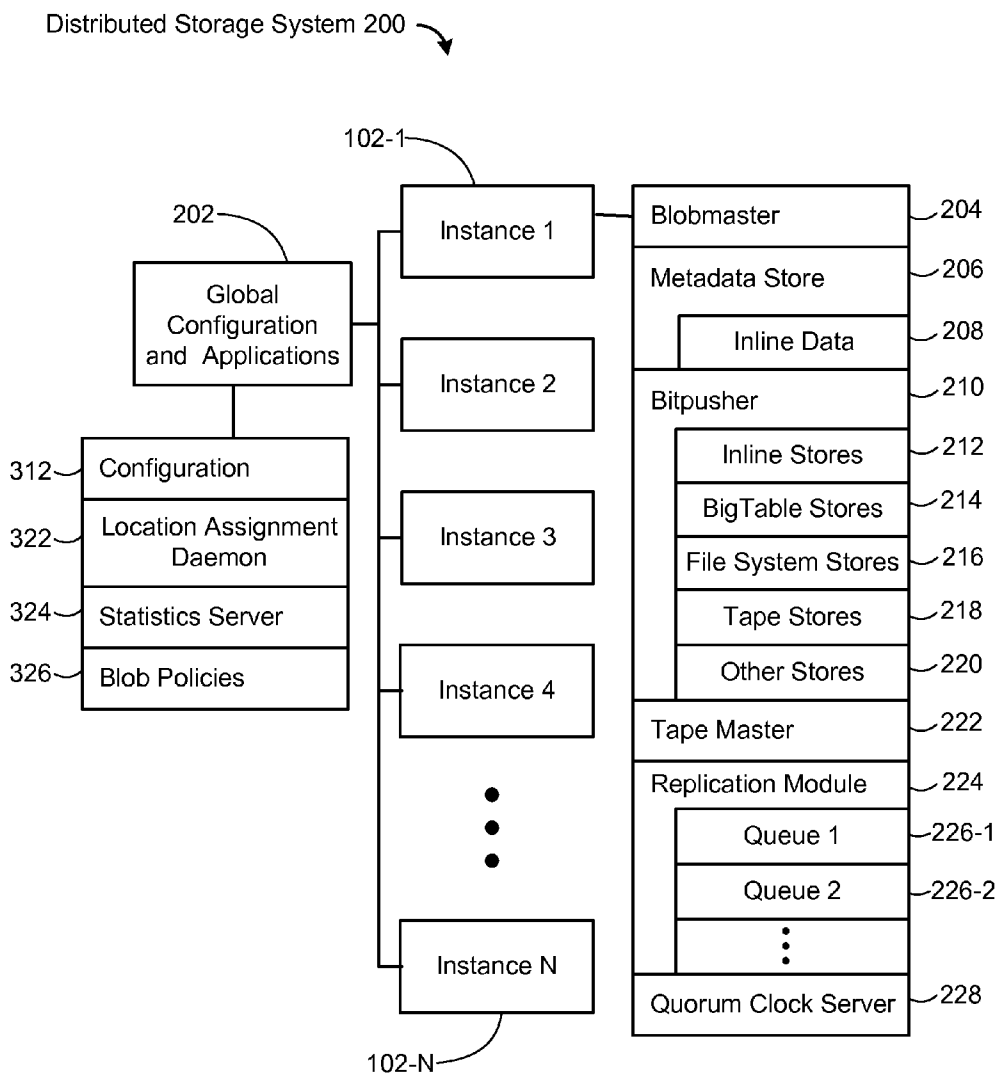 Distributed Storage System 200
102-1
202
Global
Configuration
and Applications
312
Configuration
322
Location Assignment
Daemon
324
Statistics Server
326
Blob Policies
Instance 1
Instance 2
Instance 3
Instance 4
Instance N
102-N
Blobmaster
204
Metadata Store
206
Inline Data
208
Bitpusher
210
Inline Stores
212
BigTable Stores
214
File System Stores
216
Tape Stores
218
Other Stores
220
Tape Master
222
Replication Module
224
Queue 1
226-1
Queue 2
226-2
Quorum Clock Server
228